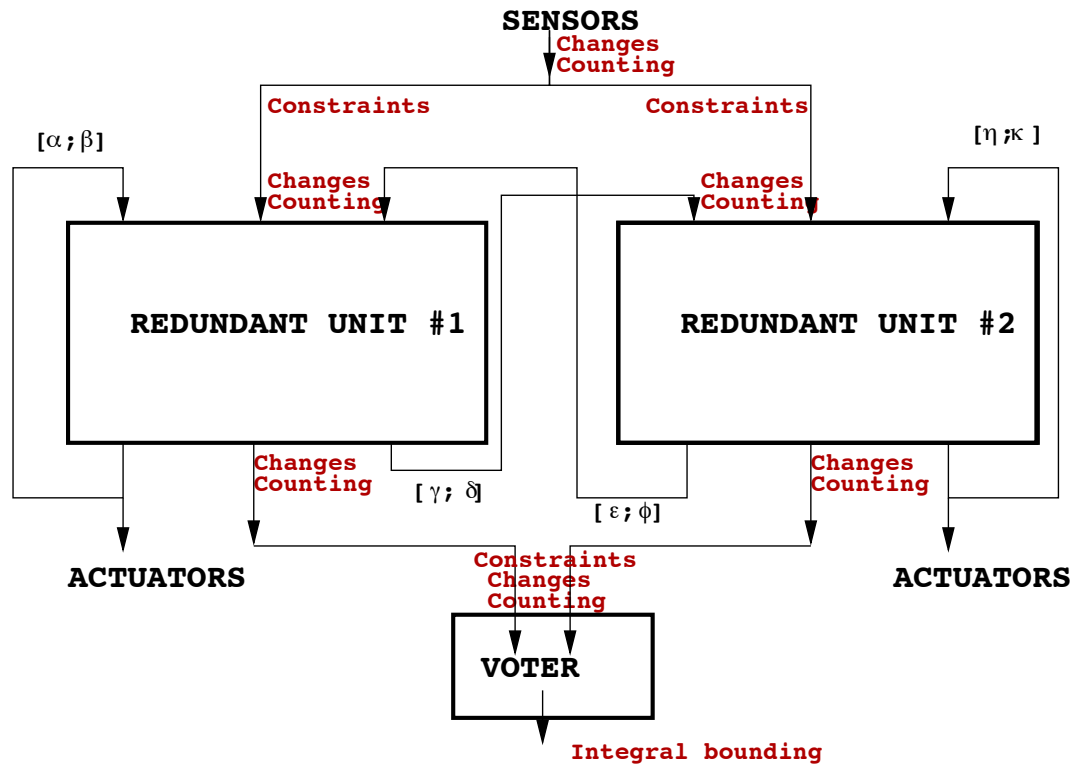 SENSORS
Changes
Counting
Constraints
Constraints
[α;β]
[η;κ ]
Changes
Counting
Changes
Counting
REDUNDANT UNIT #1
REDUNDANT UNIT #2
Changes
Counting
[ γ; δ]
[ ε; φ]
Changes
Counting
ACTUATORS
ACTUATORS
Constraints
Changes
Counting
VOTER
Integral bounding